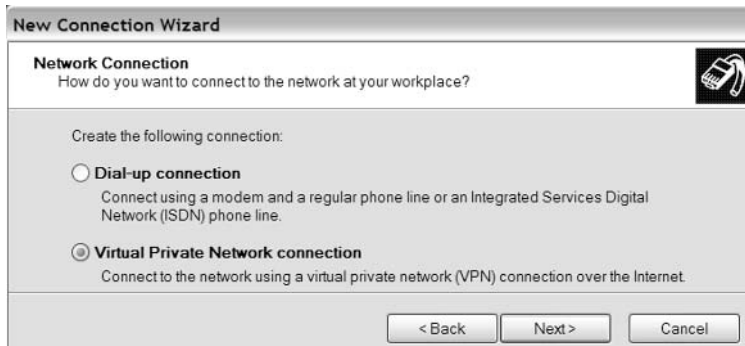 New Connection Wizard
Network Connection
How do you want to connect to the network at your workplace?
Create the following connection:
Dial-up connection
Connect using a modem and a regular phone line or an Integrated Services Digital
Network (ISDN) phone line.
Virtual Private Network connection
Connect to the network using a virtual private network (VPN) connection over the Internet.
< Back Next > Cancel